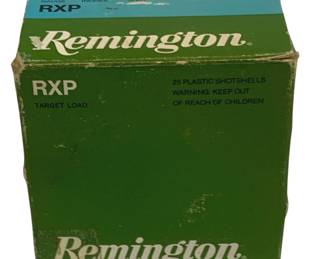 RXP
Remington®
RXP
25 PLASTIC SHOTSHELLS
TARGET LOAD
WARNING: KEEP OUT
OF REACH OF CHILDREN
Remington